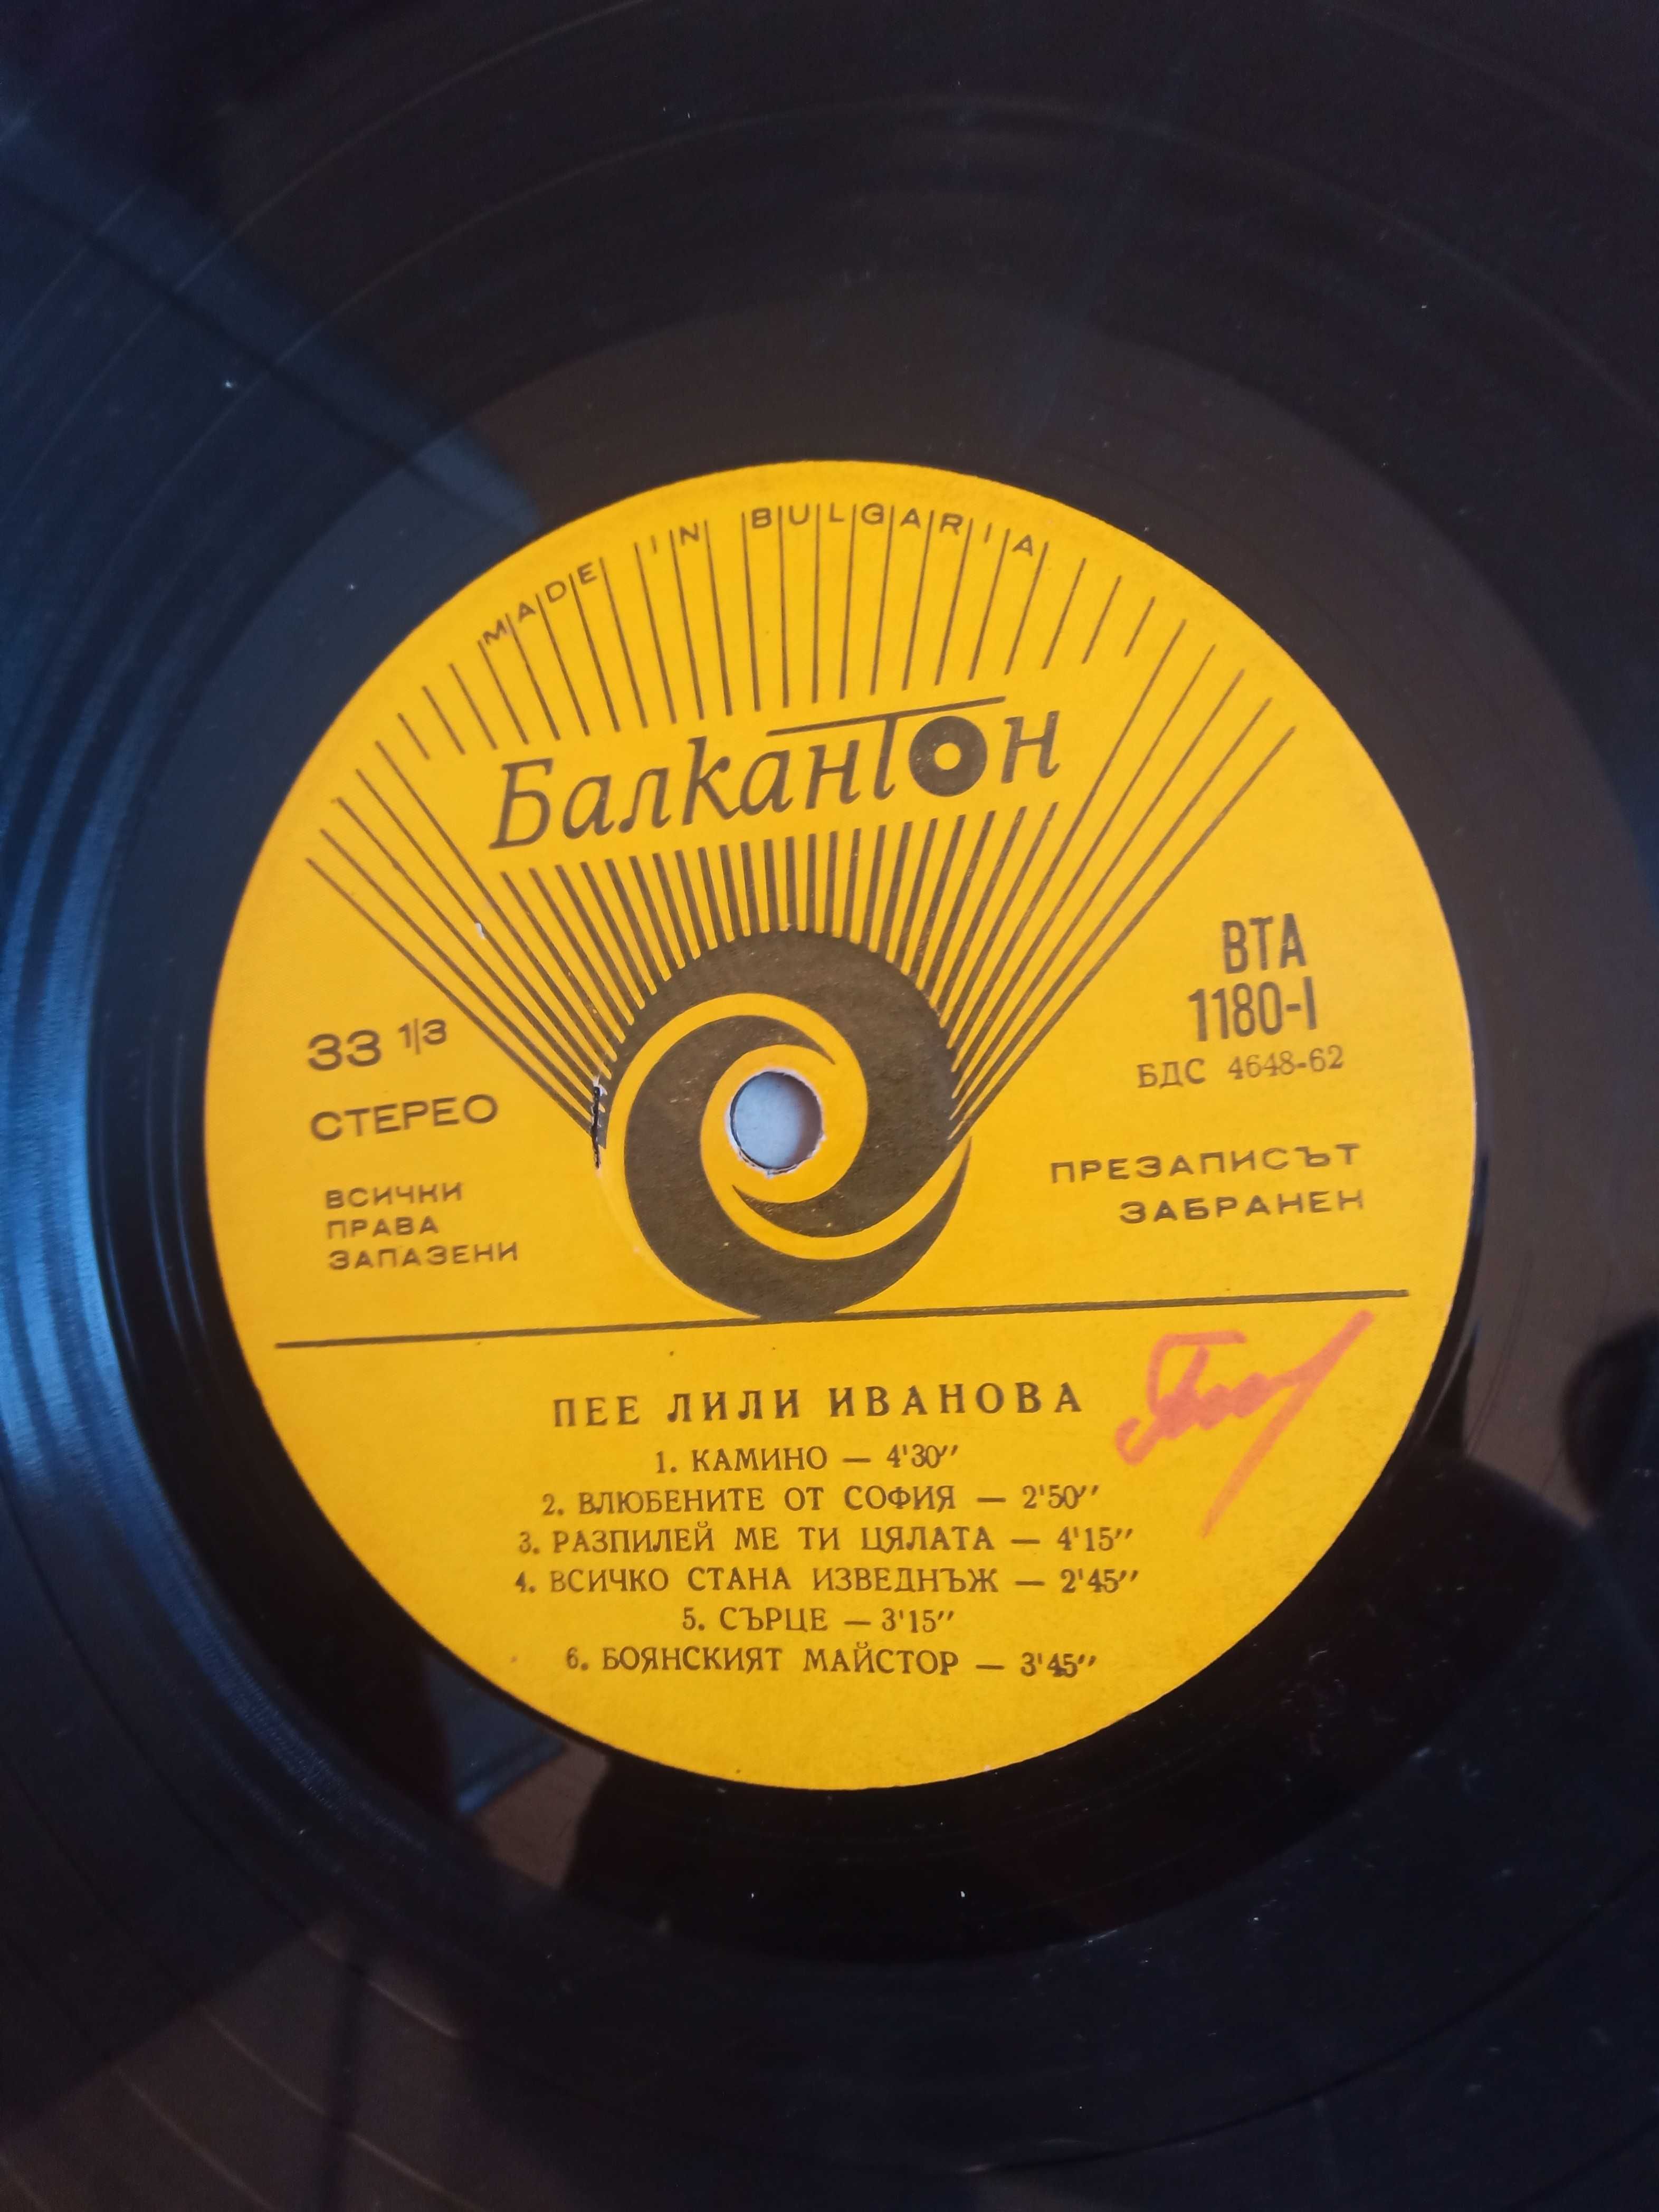 MADE IN BULGARIA
Балкантон
ВТА
1180-I
БДС 4648-62
33 1/3
СТЕРЕО
ВСИЧКИ
ПРАВА
ЗАПАЗЕНИ
ПРЕЗАПИСЪТ
ЗАБРАНЕН
ПЕЕ ЛИЛИ ИВАНОВА
1. КАМИНО — 4'30''
2. ВЛЮБЕНИТЕ ОТ СОФИЯ — 2'50''
3. РАЗПИЛЕЙ МЕ ТИ ЦЯЛАТА — 4'15''
4. ВСИЧКО СТАНА ИЗВЕДНЪЖ — 2'45''
5. СЪРЦЕ — 3'15''
6. БОЯНСКИЯТ МАЙСТОР — 3'45''